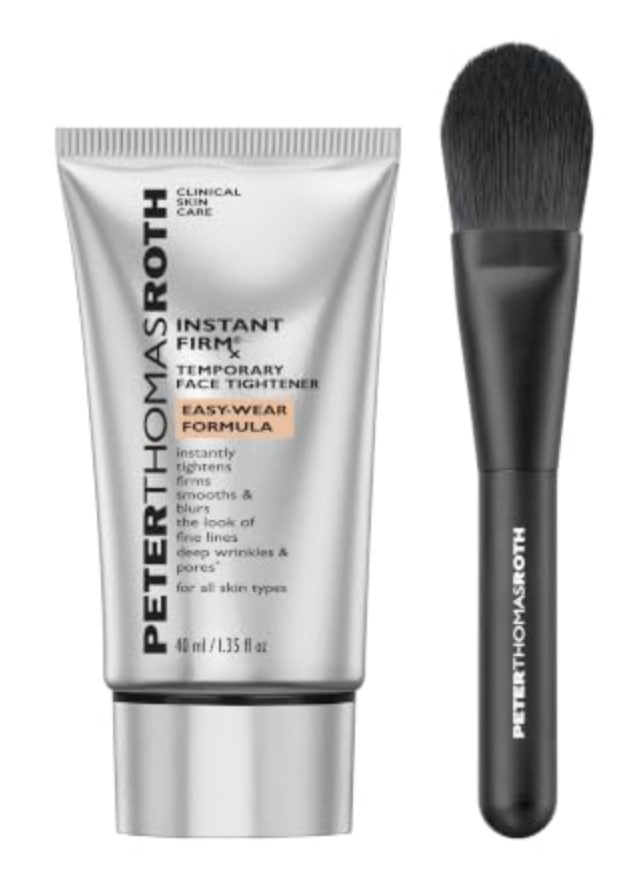 PETERTHOMASROTH
CLINICAL
SKIN
CARE
INSTANT
FIRMx®
TEMPORARY
FACE TIGHTENER
EASY-WEAR
FORMULA
instantly
tightens
firms
smooths &
blurs
the look of
fine lines
deep wrinkles &
pores*
for all skin types
40 ml / 1.35 fl oz
PETERTHOMASROTH